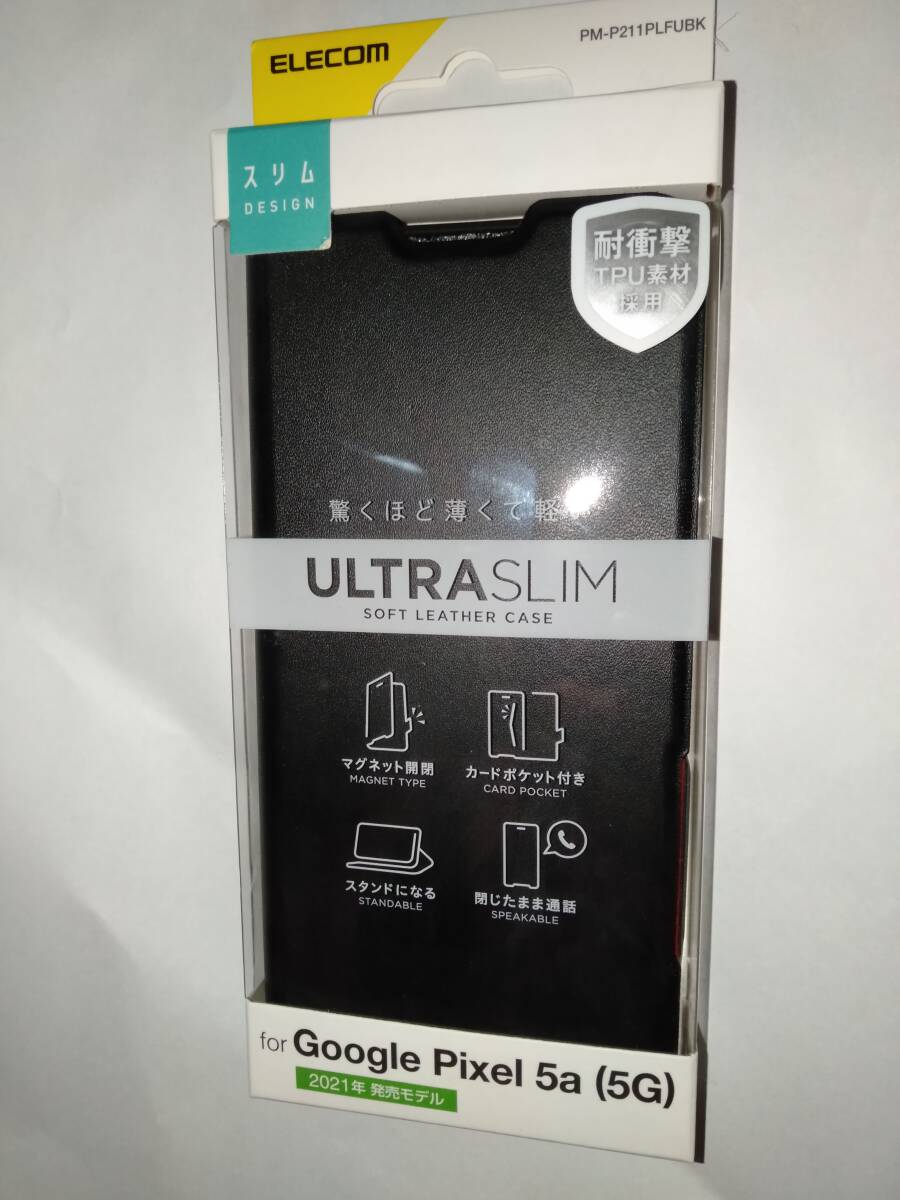 ELECOM
PM-P211PLFUBK
スリム
DESIGN
耐衝撃
TPU素材
採用
驚くほど薄くて軽
ULTRASLIM
SOFT LEATHER CASE
マグネット開閉
MAGNET TYPE
カードポケット付き
CARD POCKET
スタンドになる
STANDABLE
閉じたまま通話
SPEAKABLE
for Google Pixel 5a (5G)
2021年 発売モデル